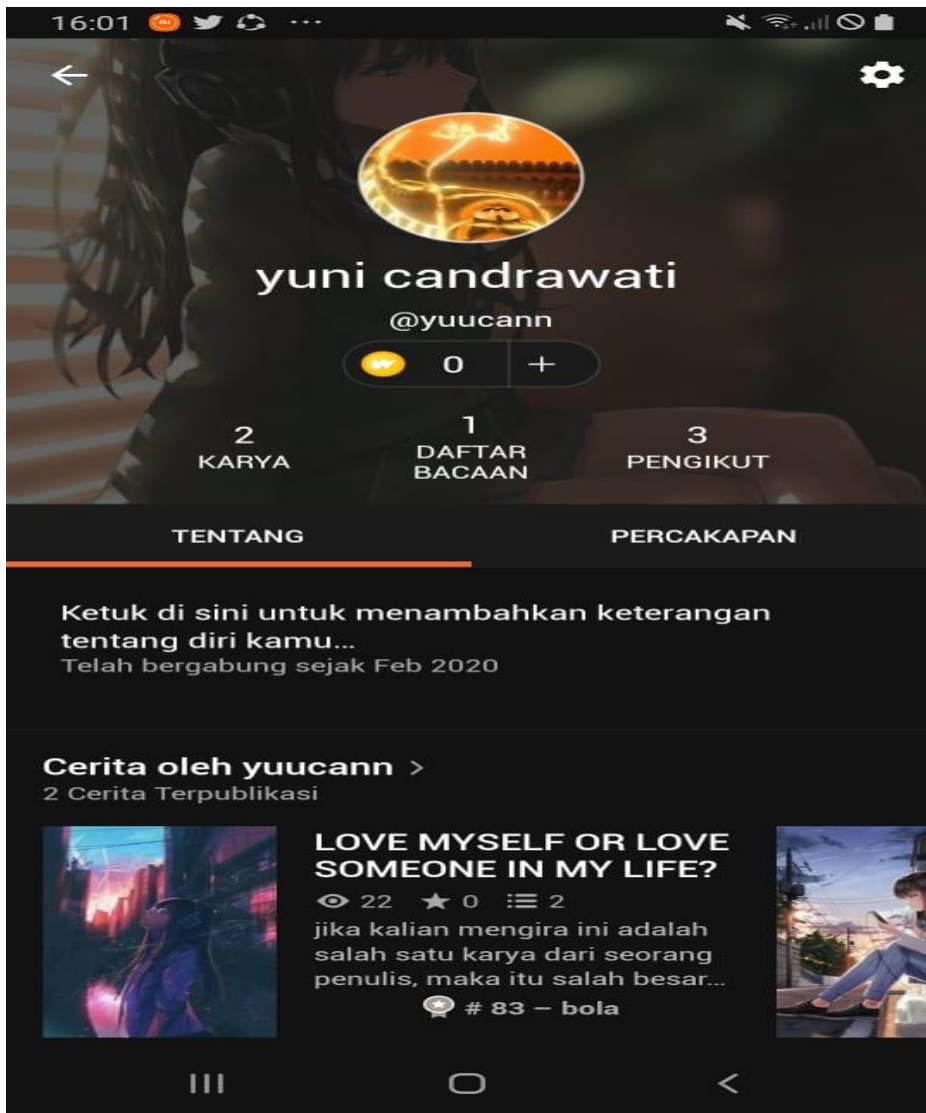 16:01
yuni candrawati
@yuucann
0 +
2
KARYA
1
DAFTAR
BACAAN
3
PENGIKUT
TENTANG
PERCAKAPAN
Ketuk di sini untuk menambahkan keterangan
tentang diri kamu...
Telah bergabung sejak Feb 2020
Cerita oleh yuucann >
2 Cerita Terpublikasi
LOVE MYSELF OR LOVE
SOMEONE IN MY LIFE?
22 0 2
jika kalian mengira ini adalah
salah satu karya dari seorang
penulis, maka itu salah besar...
# 83 – bola